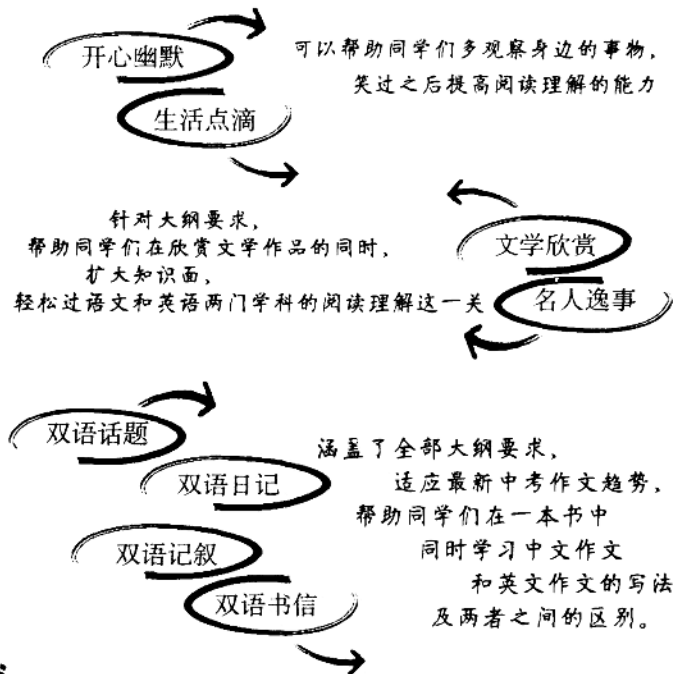 开心幽默
生活点滴
可以帮助同学们多观察身边的事物，
笑过之后提高阅读理解的能力
针对大纲要求，
帮助同学们在欣赏文学作品的同时，
扩大知识面，
轻松过语文和英语两门学科的阅读理解这一关
文学欣赏
名人逸事
双语话题
双语日记
双语记叙
双语书信
涵盖了全部大纲要求，
适应最新中考作文趋势，
帮助同学们在一本书中
同时学习中文作文
和英文作文的写法
及两者之间的区别。